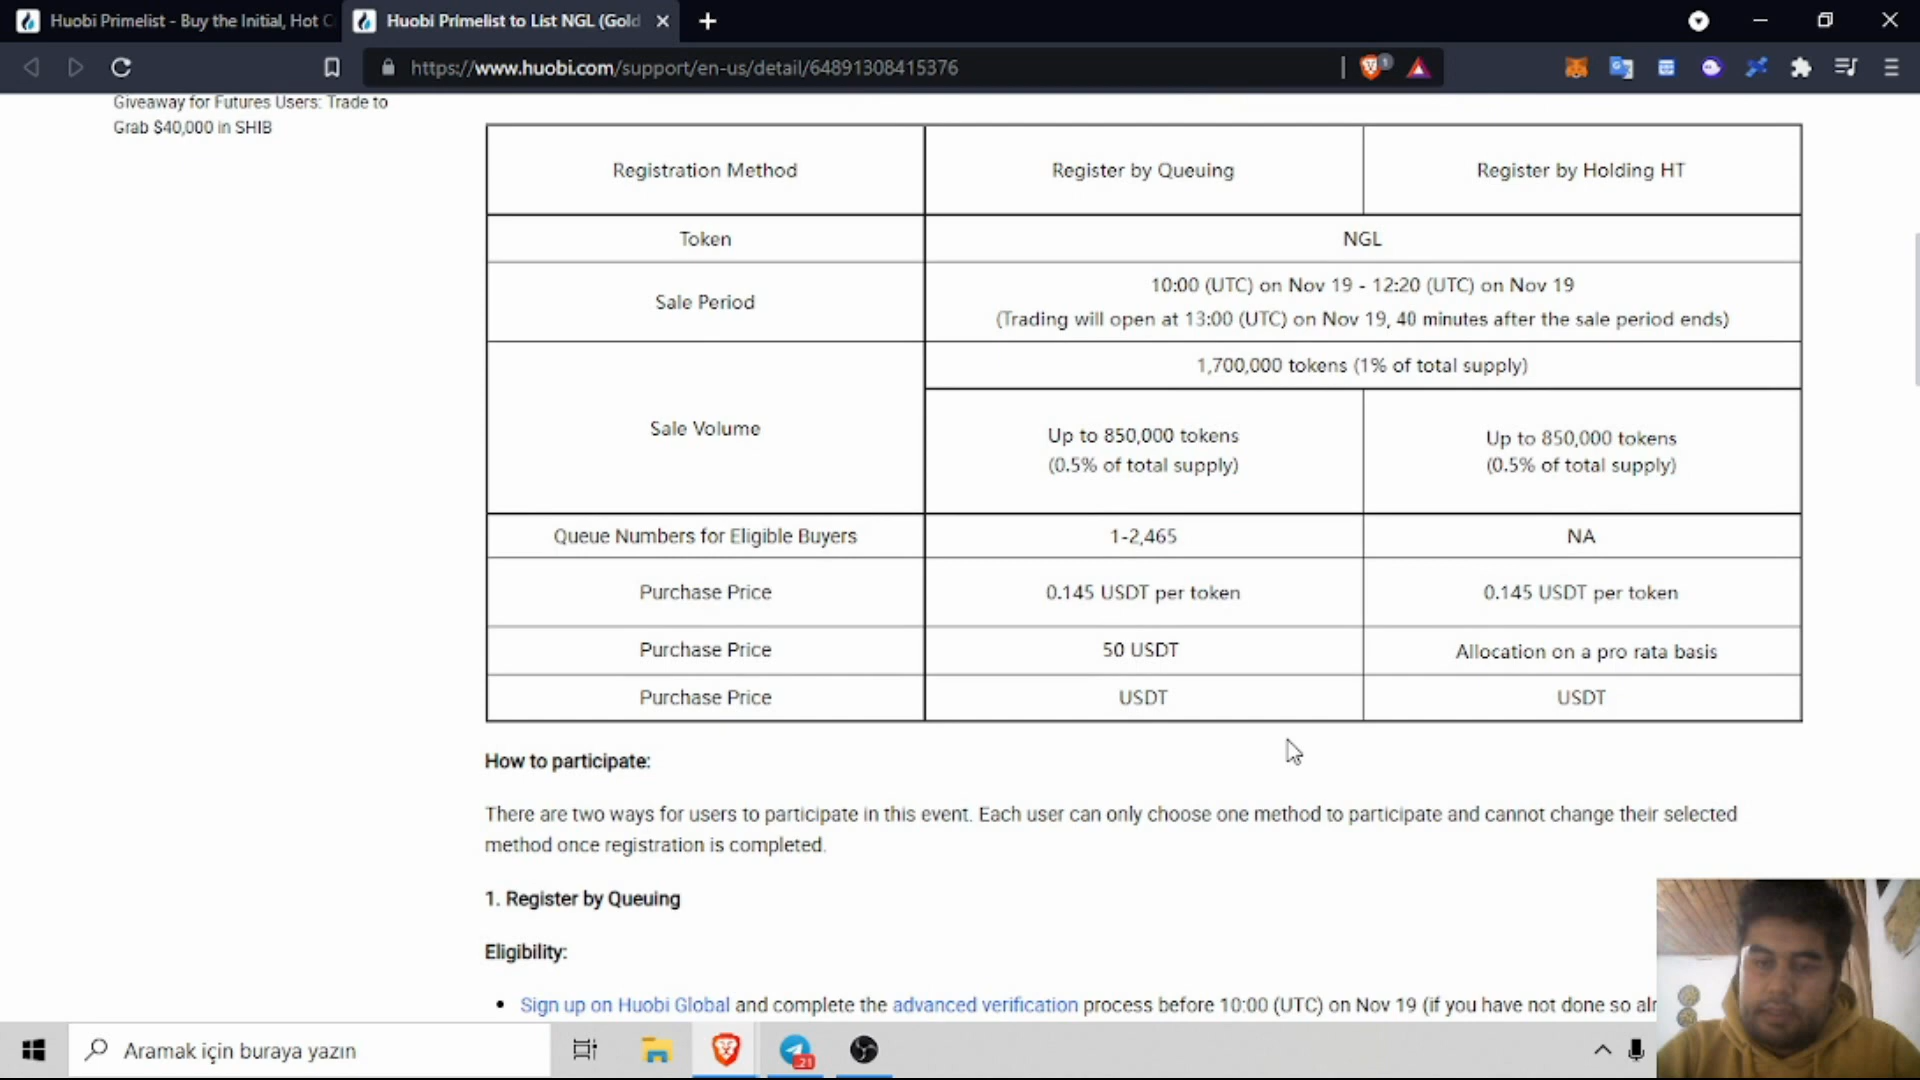 Huobi Primelist - Buy the Initial, Hot C
Huobi Primelist to List NGL (Gold
https://www.huobi.com/support/en-us/detail/64891308415376
1
Giveaway for Futures Users: Trade to
Grab $40,000 in SHIB
Registration Method
Register by Queuing
Register by Holding HT
Token
NGL
Sale Period
10:00 (UTC) on Nov 19 - 12:20 (UTC) on Nov 19
(Trading will open at 13:00 (UTC) on Nov 19, 40 minutes after the sale period ends)
Sale Volume
1,700,000 tokens (1% of total supply)
Up to 850,000 tokens
(0.5% of total supply)
Up to 850,000 tokens
(0.5% of total supply)
Queue Numbers for Eligible Buyers
1-2,465
NA
Purchase Price
0.145 USDT per token
0.145 USDT per token
Purchase Price
50 USDT
Allocation on a pro rata basis
Purchase Price
USDT
USDT
How to participate:
There are two ways for users to participate in this event. Each user can only choose one method to participate and cannot change their selected
method once registration is completed.
1. Register by Queuing
Eligibility:
• Sign up on Huobi Global and complete the advanced verification process before 10:00 (UTC) on Nov 19 (if you have not done so alr
Aramak için buraya yazın
21